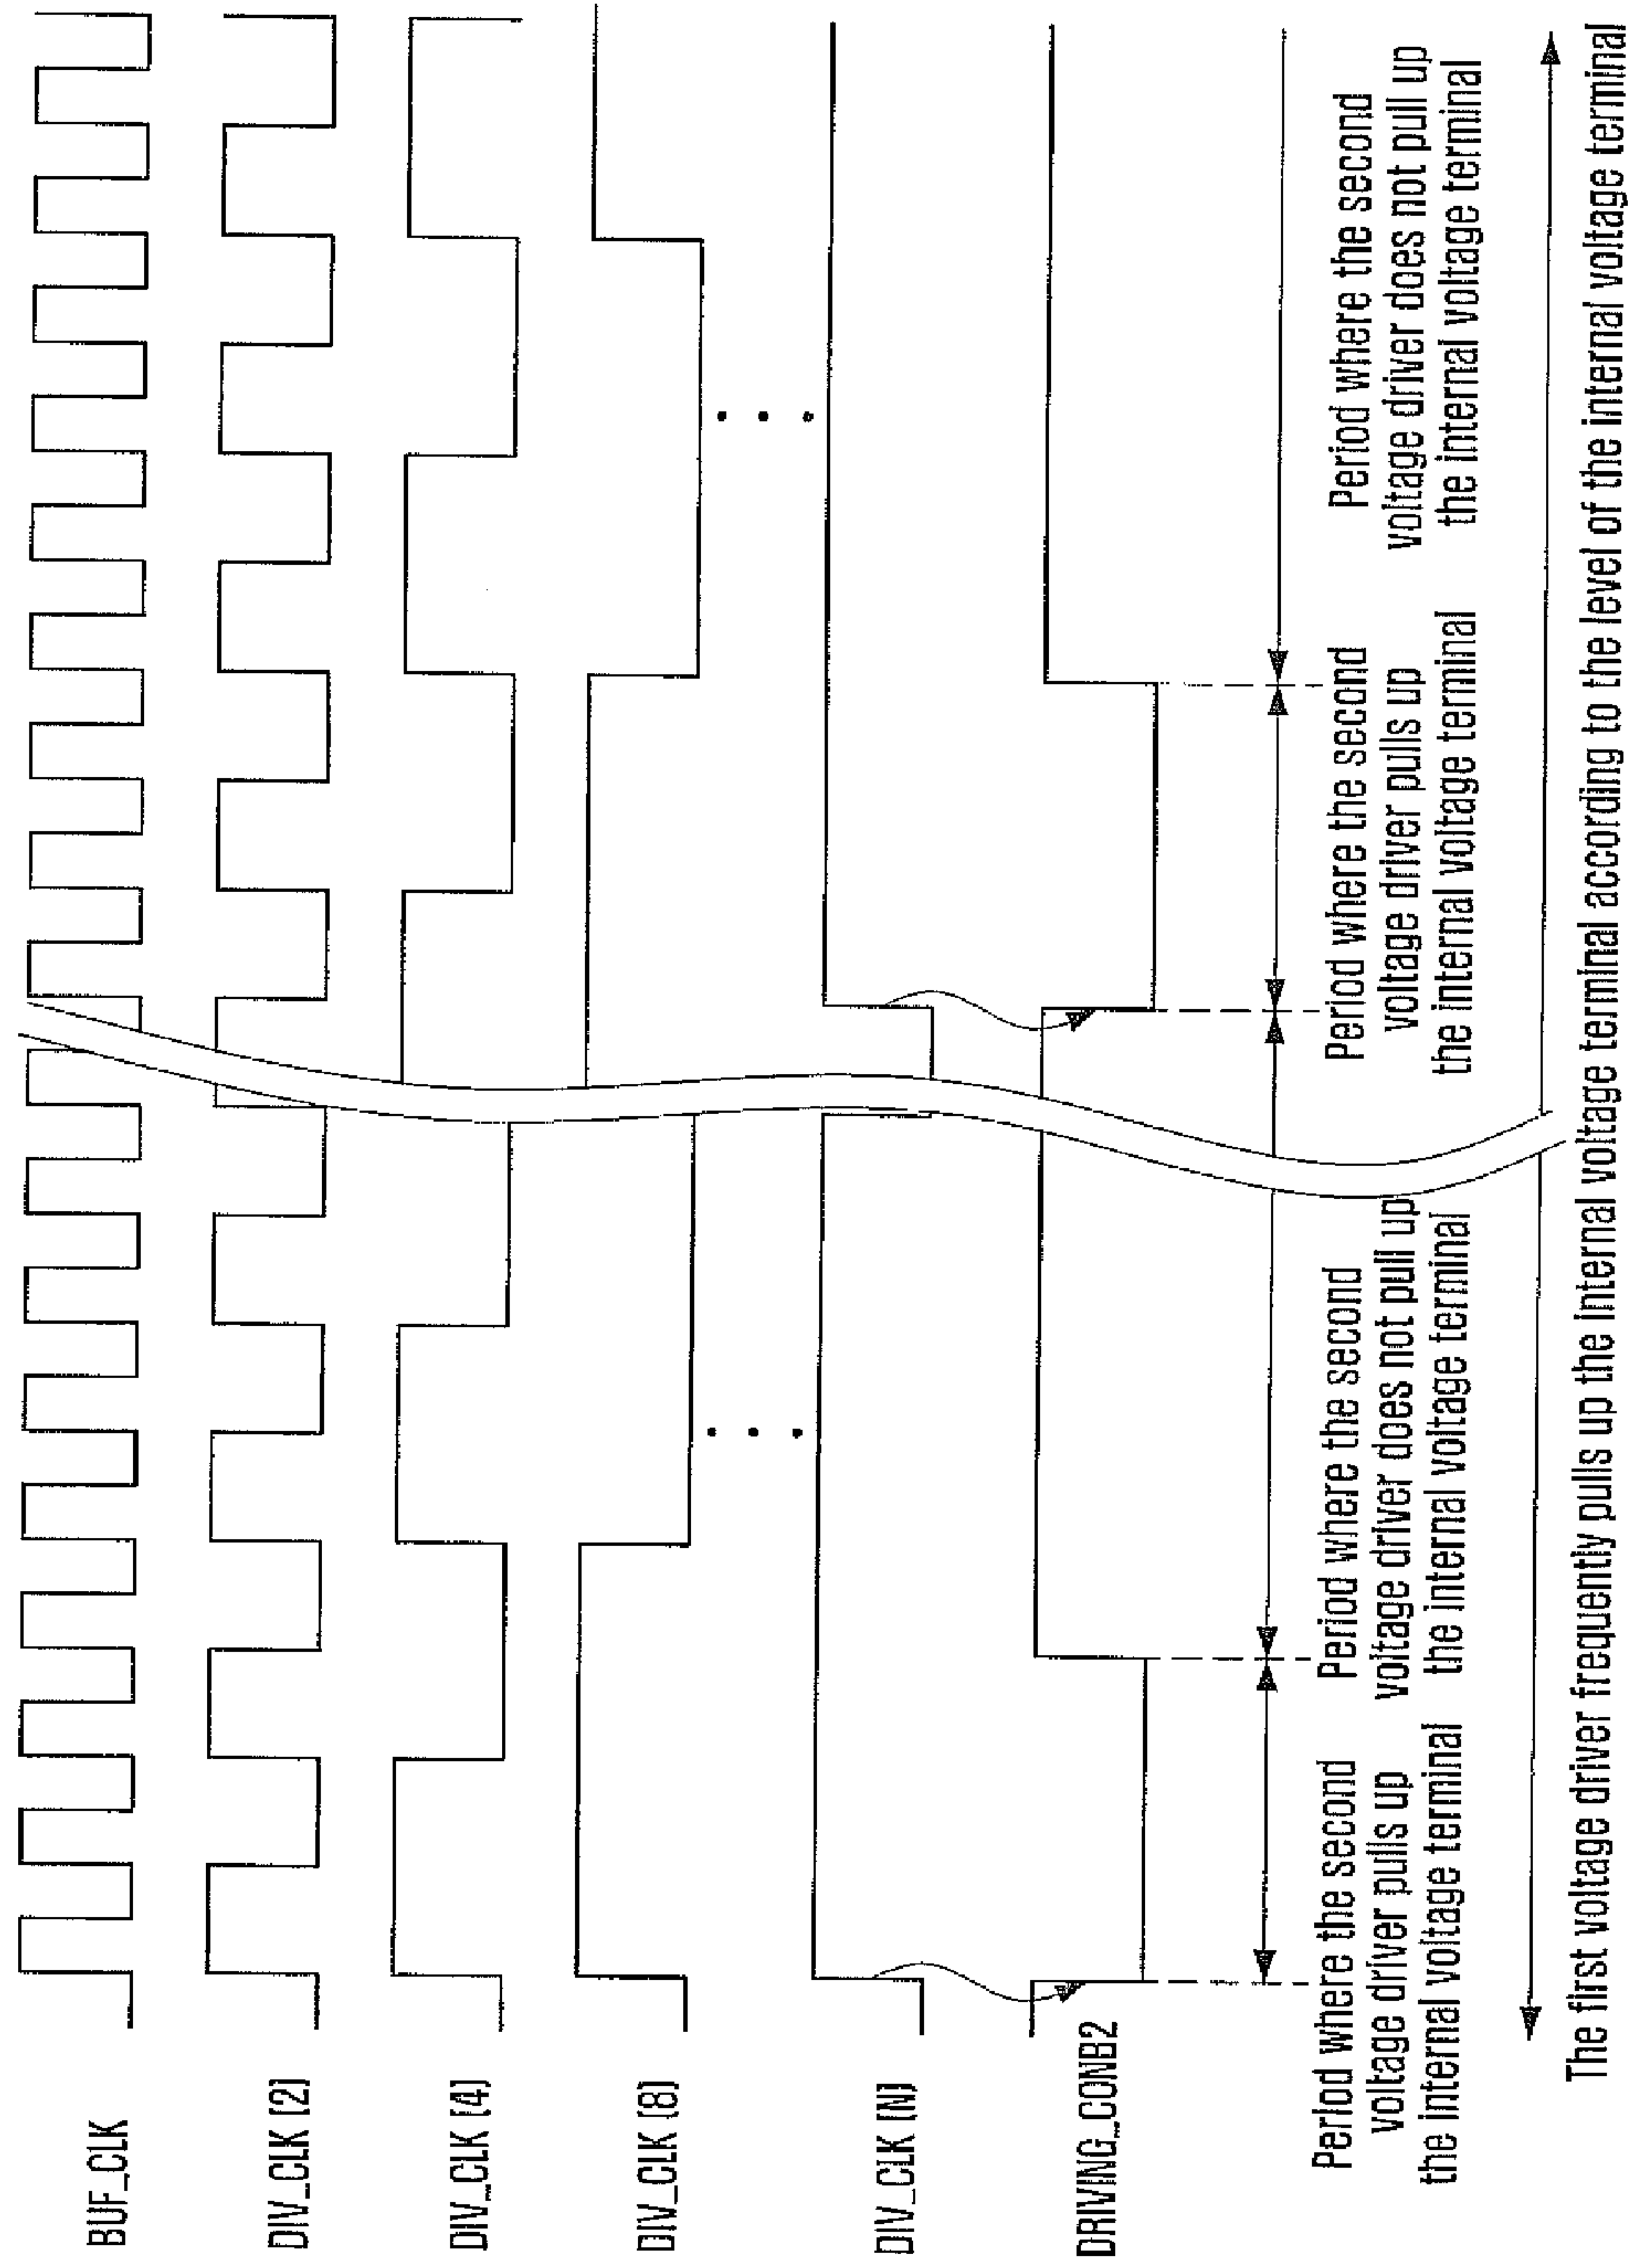 BUF_CLK
DIV_CLK [2]
DIV_CLK [4]
DIV_CLK [8]
DIV_CLK [N]
DRIVING_CONB2
Period where the second
voltage driver pulls up
the internal voltage terminal
Period where the second
voltage driver does not pull up
the internal voltage terminal
Period where the second
voltage driver pulls up
the internal voltage terminal
Period where the second
voltage driver does not pull up
the internal voltage terminal
The first voltage driver frequently pulls up the internal voltage terminal according to the level of the internal voltage terminal